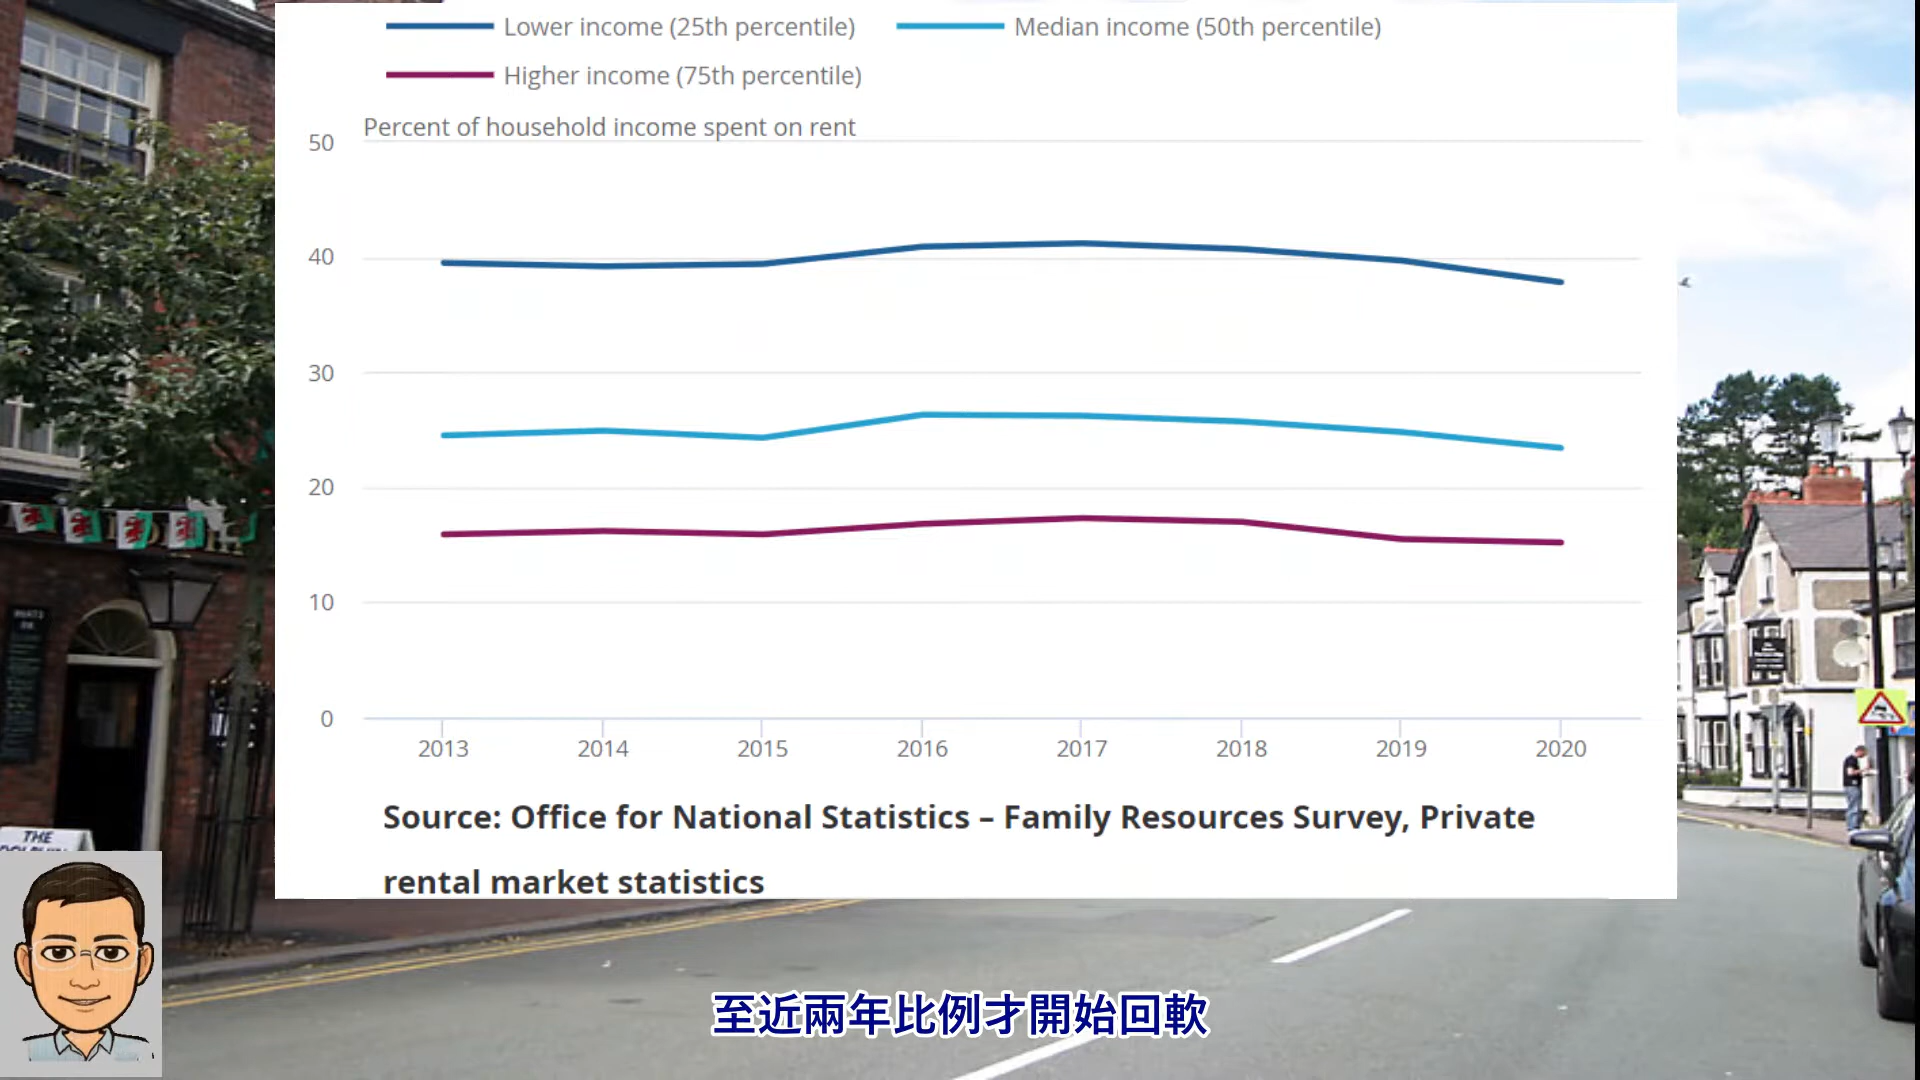 Lower income (25th percentile)
Median income (50th percentile)
Higher income (75th percentile)
Percent of household income spent on rent
50
40
30
20
10
0
2013
2014
2015
2016
2017
2018
2019
2020
Source: Office for National Statistics – Family Resources Survey, Private
rental market statistics
THE
至近兩年比例才開始回軟